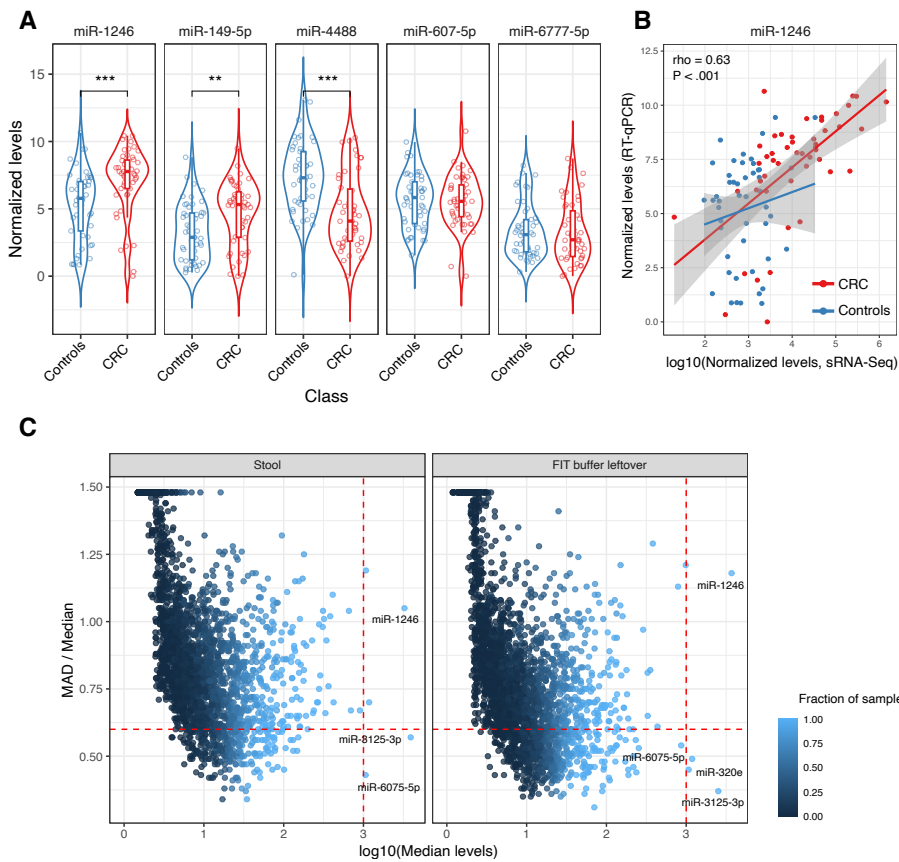 A
miR-1246 miR-149-5p miR-4488 miR-607-5p miR-6777-5p
*** ** ***
Normalized levels
15
10
5
0
Controls CRC Controls CRC Controls CRC Controls CRC Controls CRC
Class
B
miR-1246
rho = 0.63
P < .001
Normalized levels (RT-qPCR)
12.5
10.0
7.5
5.0
2.5
0.0
CRC
Controls
2 3 4 5 6
log10(Normalized levels, sRNA-Seq)
C
Stool FIT buffer leftover
MAD / Median
1.50
1.25
1.00
0.75
0.50
miR-1246
miR-8125-3p
miR-6075-5p
miR-1246
miR-6075-5p
miR-320e
miR-3125-3p
0 1 2 3 0 1 2 3
log10(Median levels)
Fraction of sample
1.00
0.75
0.50
0.25
0.00